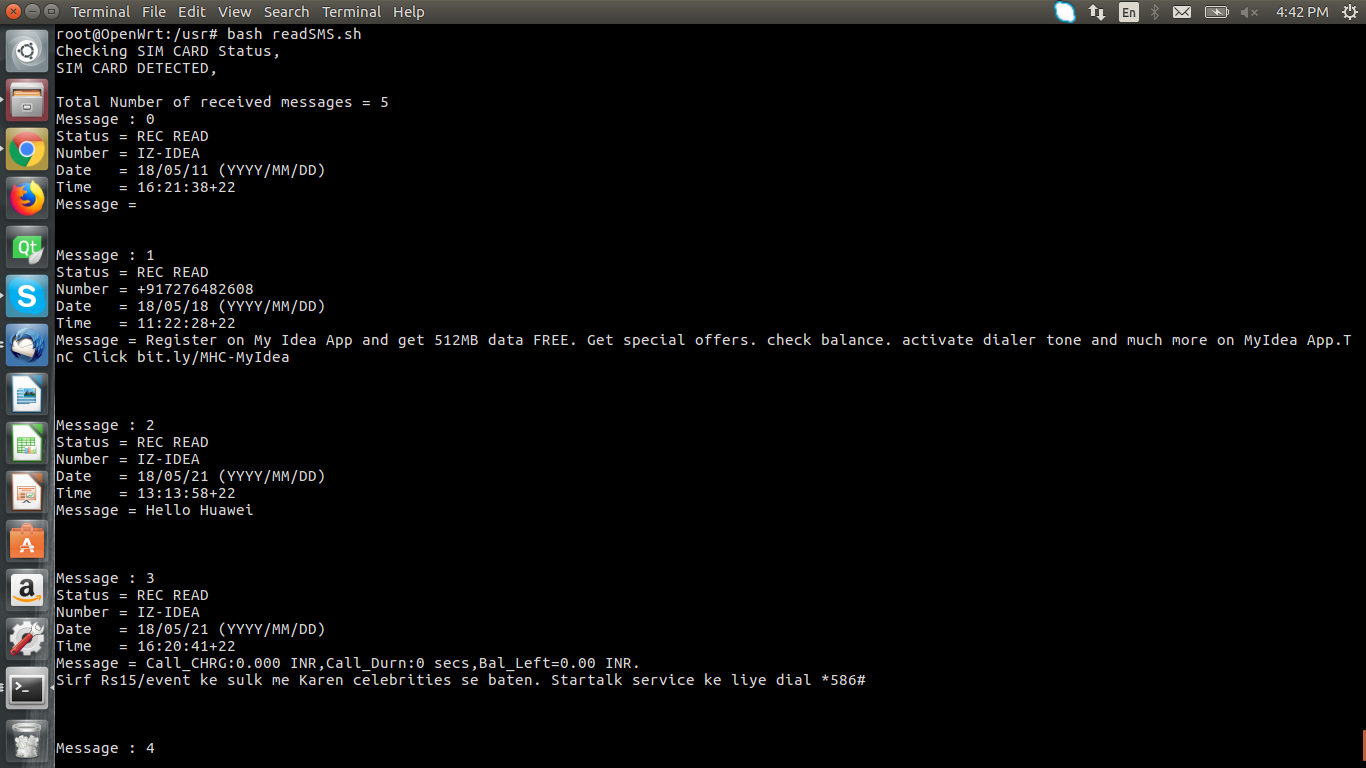 Terminal File Edit View Search Terminal Help En 4:42 PM
root@OpenWrt:/usr# bash readSMS.sh
Checking SIM CARD Status,
SIM CARD DETECTED,
Total Number of received messages = 5
Message : 0
Status = REC READ
Number = IZ-IDEA
Date   = 18/05/11 (YYYY/MM/DD)
Time   = 16:21:38+22
Message =
Message : 1
Status = REC READ
Number = +917276482608
Date   = 18/05/18 (YYYY/MM/DD)
Time   = 11:22:28+22
Message = Register on My Idea App and get 512MB data FREE. Get special offers. check balance. activate dialer tone and much more on MyIdea App.T
nC Click bit.ly/MHC-MyIdea
Message : 2
Status = REC READ
Number = IZ-IDEA
Date   = 18/05/21 (YYYY/MM/DD)
Time   = 13:13:58+22
Message = Hello Huawei
Message : 3
Status = REC READ
Number = IZ-IDEA
Date   = 18/05/21 (YYYY/MM/DD)
Time   = 16:20:41+22
Message = Call_CHRG:0.000 INR,Call_Durn:0 secs,Bal_Left=0.00 INR.
Sirf Rs15/event ke sulk me Karen celebrities se baten. Startalk service ke liye dial *586#
Message : 4